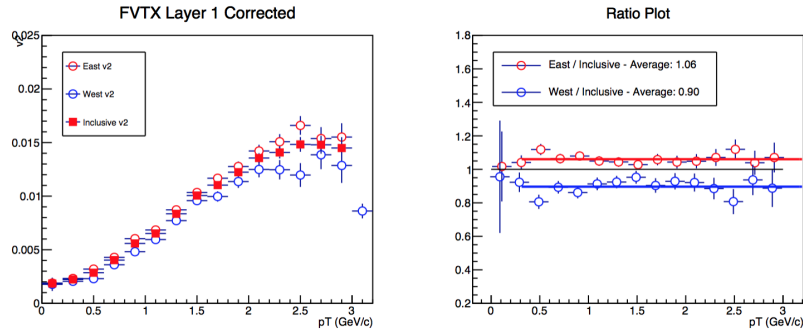 FVTX Layer 1 Corrected
v2
0.025
0.02
0.015
0.01
0.005
0
East v2
West v2
Inclusive v2
0 0.5 1 1.5 2 2.5 3
pT (GeV/c)
Ratio Plot
1.8
1.6
1.4
1.2
1
0.8
0.6
0.4
0.2
East / Inclusive - Average: 1.06
West / Inclusive - Average: 0.90
0 0.5 1 1.5 2 2.5 3
pT (GeV/c)